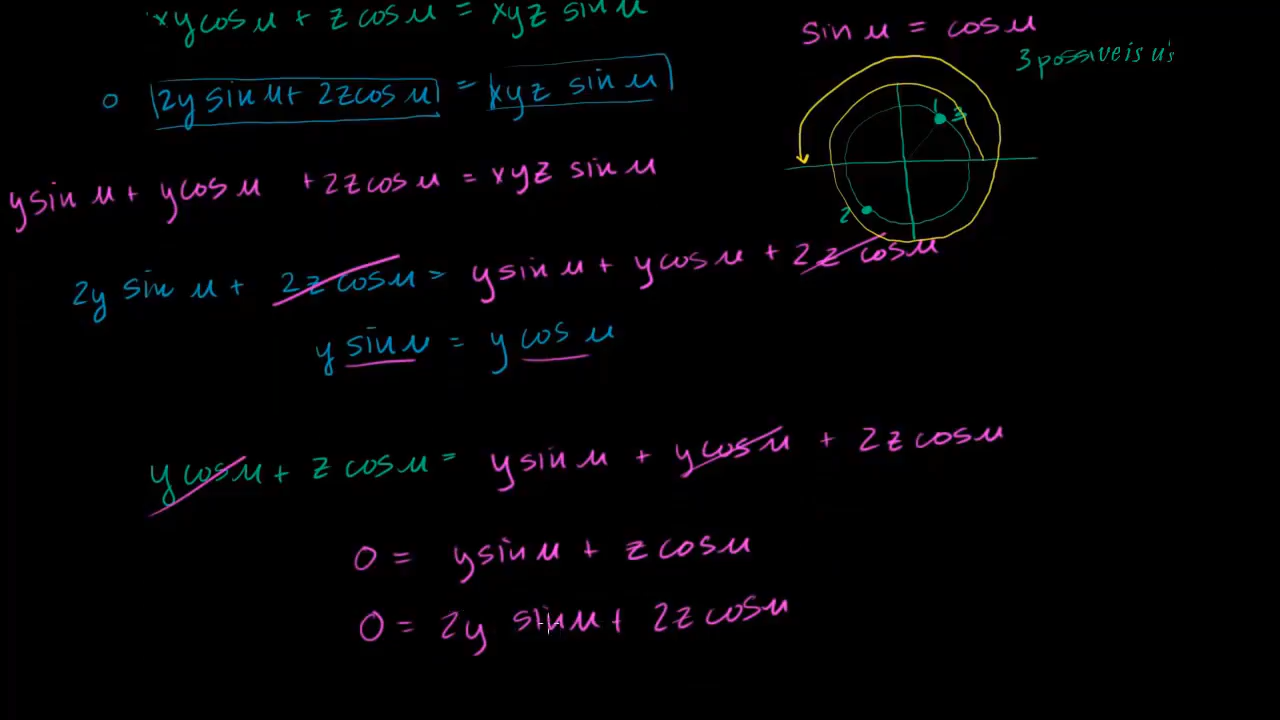 xy cos u + z cos u = xyz sin u
sin u = cos u
3 possíveis u's
0 2y sin u + 2z cos u = xyz sin u
1
3
2
y sin u + y cos u + 2z cos u = xyz sin u
2y sin u + 2z cos u = y sin u + y cos u + 2z cos u
y sin u = y cos u
y cos u + z cos u = y sin u + y cos u + 2z cos u
0 = y sin u + z cos u
0 = 2y sin u + 2z cos u